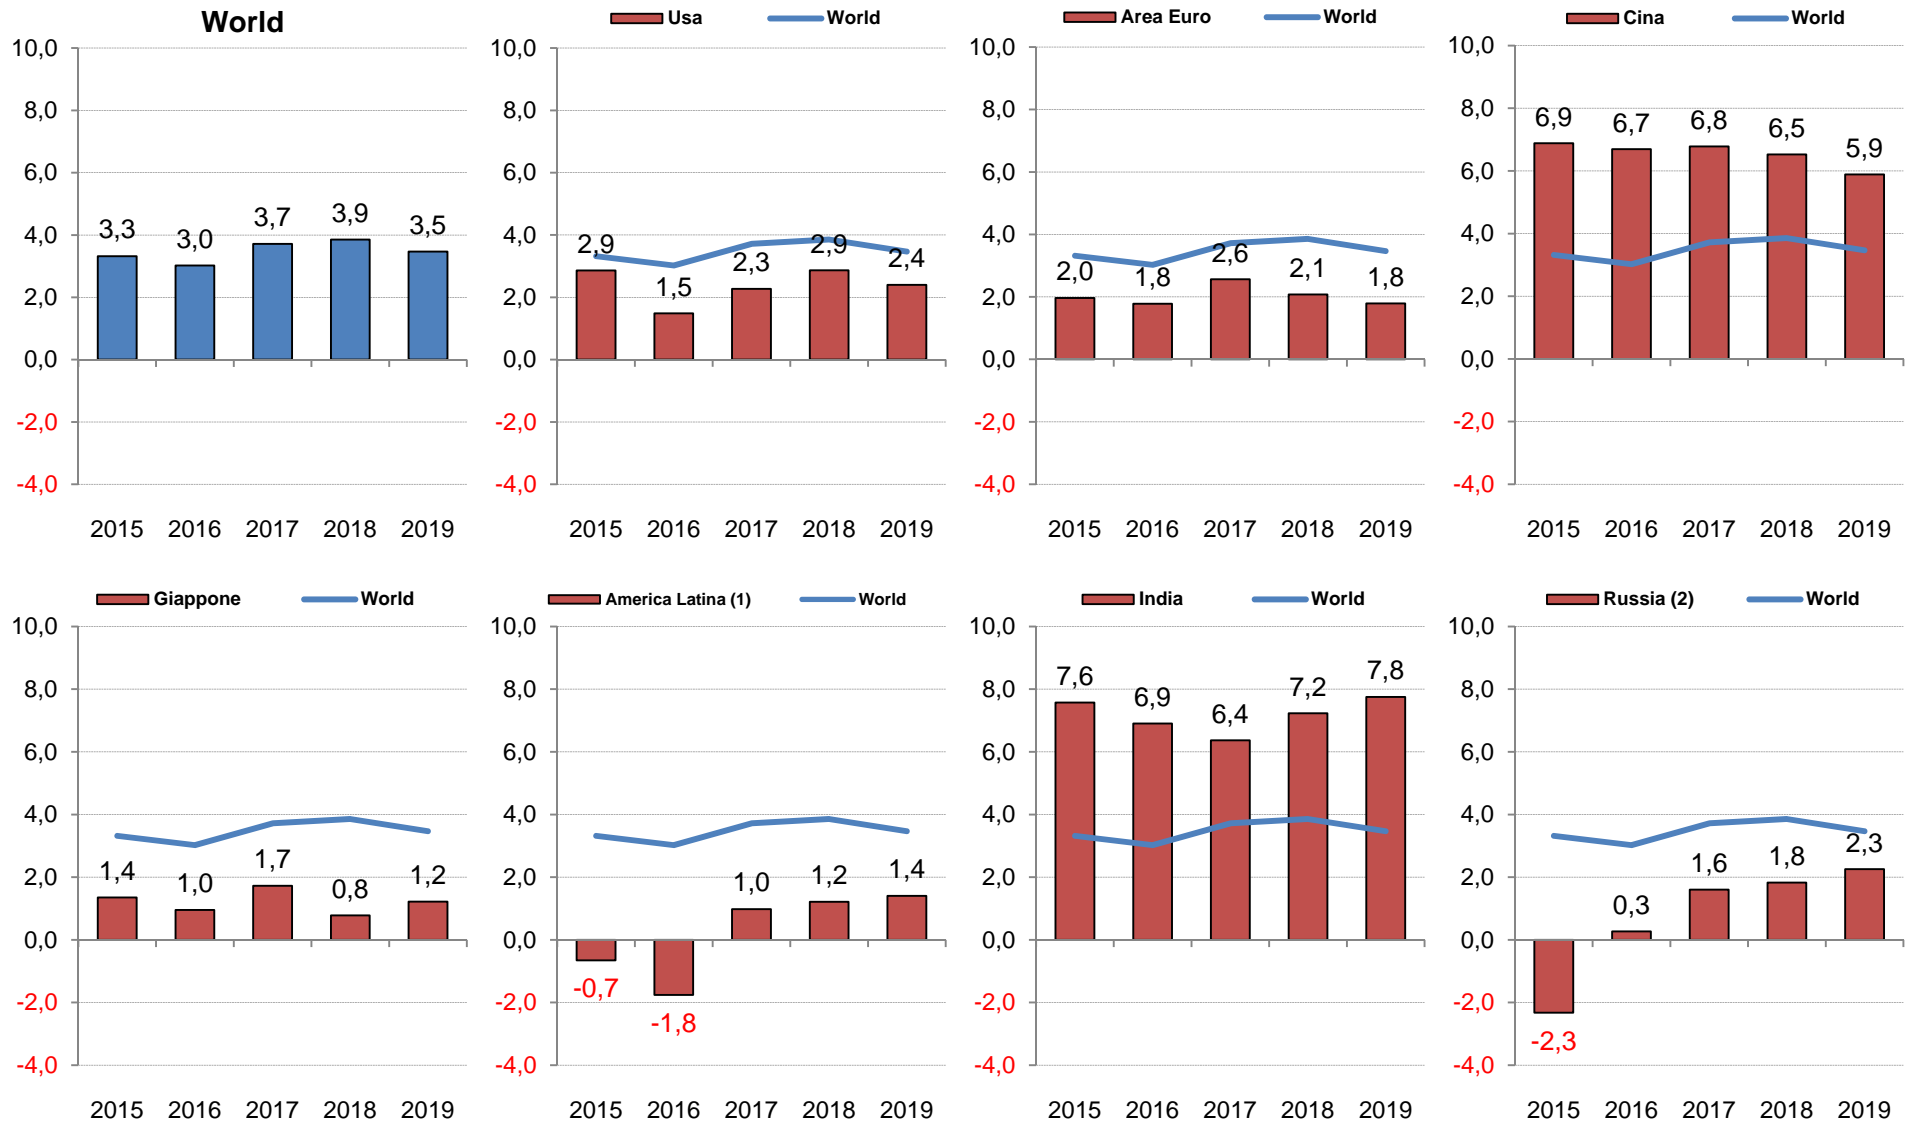 World
10,0
8,0
6,0
4,0
2,0
0,0
-2,0
-4,0
3,3 3,0 3,7 3,9 3,5
2015 2016 2017 2018 2019
Usa World
10,0
8,0
6,0
4,0
2,0
0,0
-2,0
-4,0
2,9 1,5 2,3 2,9 2,4
2015 2016 2017 2018 2019
Area Euro World
10,0
8,0
6,0
4,0
2,0
0,0
-2,0
-4,0
2,0 1,8 2,6 2,1 1,8
2015 2016 2017 2018 2019
Cina World
10,0
8,0
6,0
4,0
2,0
0,0
-2,0
-4,0
6,9 6,7 6,8 6,5 5,9
2015 2016 2017 2018 2019
Giappone World
10,0
8,0
6,0
4,0
2,0
0,0
-2,0
-4,0
1,4 1,0 1,7 0,8 1,2
2015 2016 2017 2018 2019
America Latina (1) World
10,0
8,0
6,0
4,0
2,0
0,0
-2,0
-4,0
-0,7 -1,8 1,0 1,2 1,4
2015 2016 2017 2018 2019
India World
10,0
8,0
6,0
4,0
2,0
0,0
-2,0
-4,0
7,6 6,9 6,4 7,2 7,8
2015 2016 2017 2018 2019
Russia (2) World
10,0
8,0
6,0
4,0
2,0
0,0
-2,0
-4,0
-2,3 0,3 1,6 1,8 2,3
2015 2016 2017 2018 2019